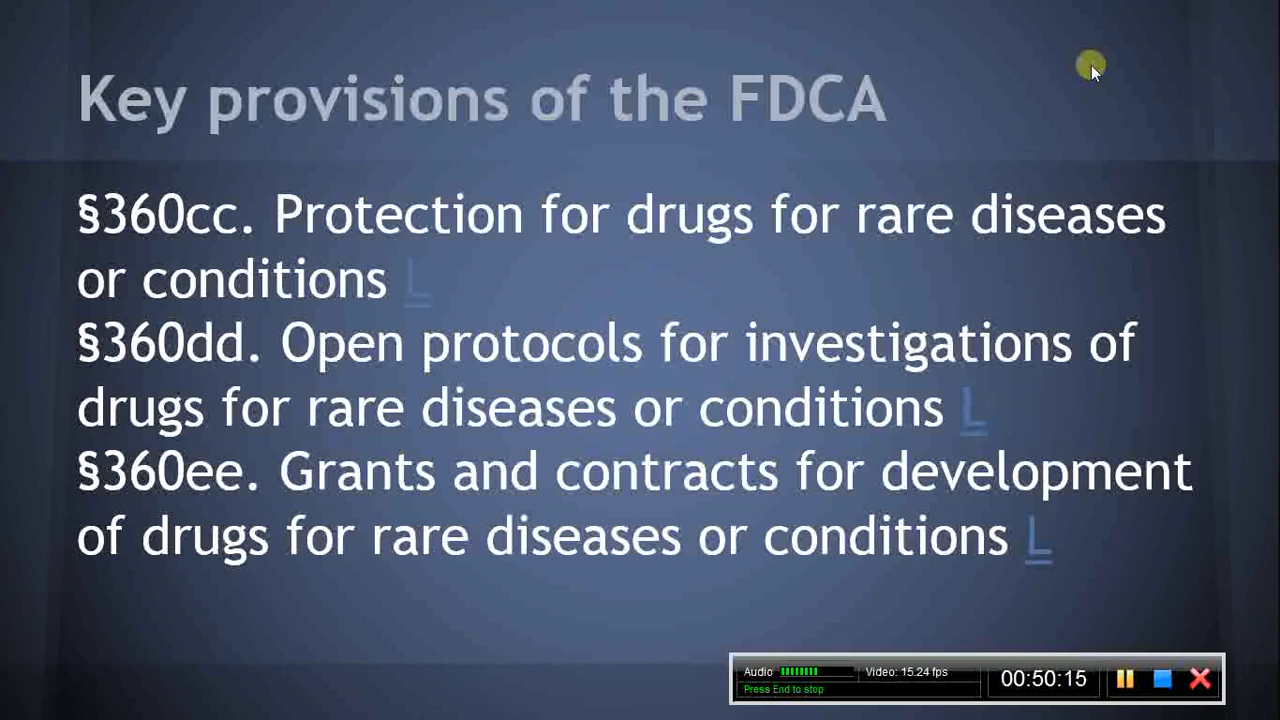 Key provisions of the FDCA
§360cc. Protection for drugs for rare diseases
or conditions L
§360dd. Open protocols for investigations of
drugs for rare diseases or conditions L
§360ee. Grants and contracts for development
of drugs for rare diseases or conditions L
Audio Video: 15.24 fps
Press End to stop
00:50:15